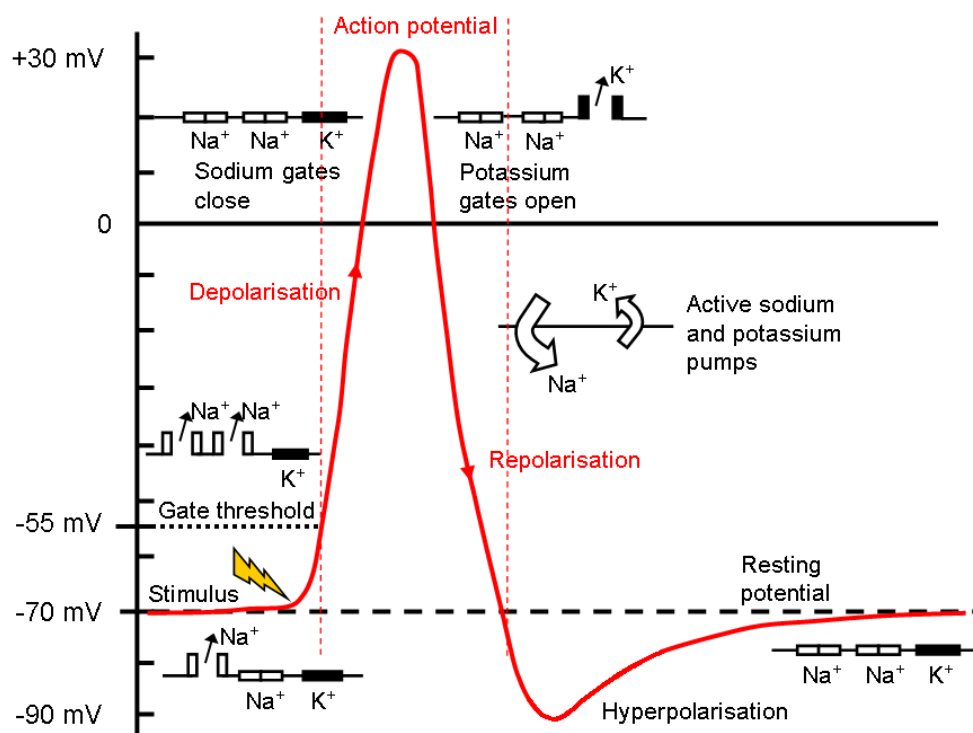 Action potential
+30 mV
K⁺
Na⁺ Na⁺ K⁺
Na⁺ Na⁺
Sodium gates
close
Potassium
gates open
0
Depolarisation
K⁺
Na⁺
Active sodium
and potassium
pumps
Na⁺ Na⁺
K⁺
Repolarisation
Gate threshold
-55 mV
Stimulus
Resting
potential
-70 mV
Na⁺
Na⁺ K⁺
Na⁺ Na⁺ K⁺
Hyperpolarisation
-90 mV